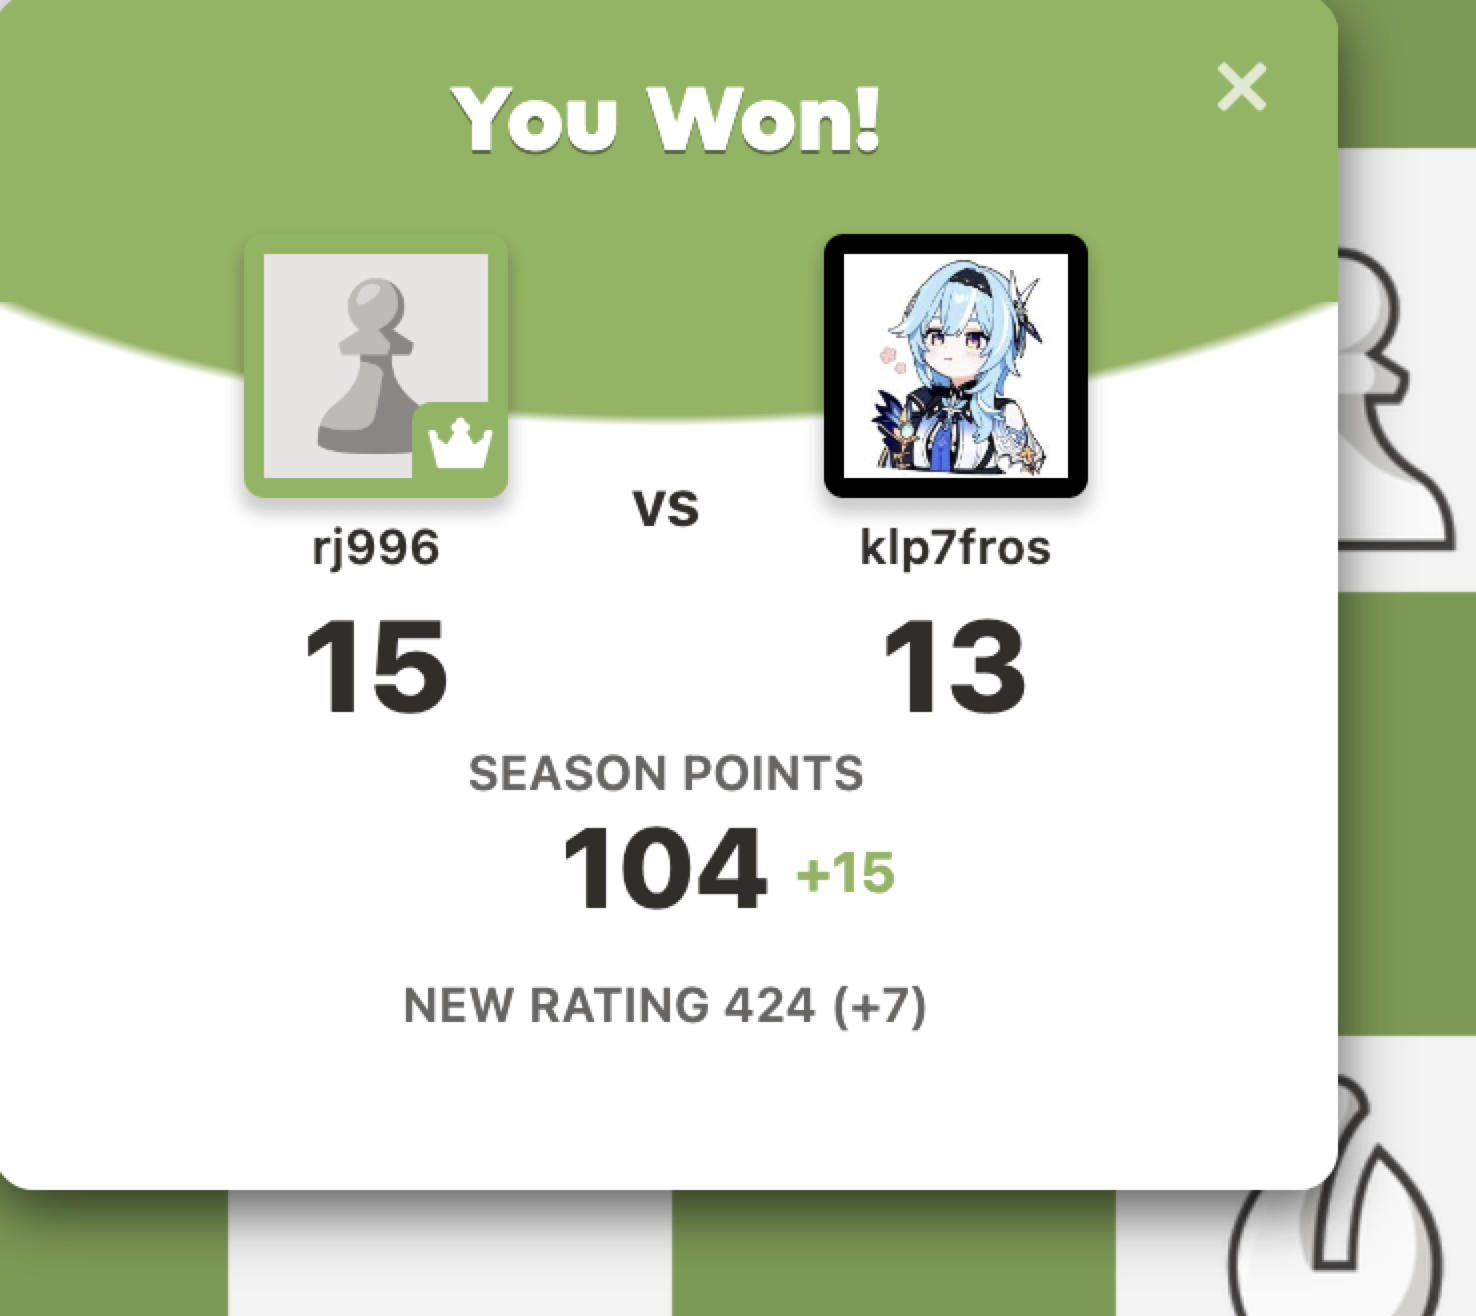 You Won!
vs
rj996
klp7fros
15
13
SEASON POINTS
104 +15
NEW RATING 424 (+7)